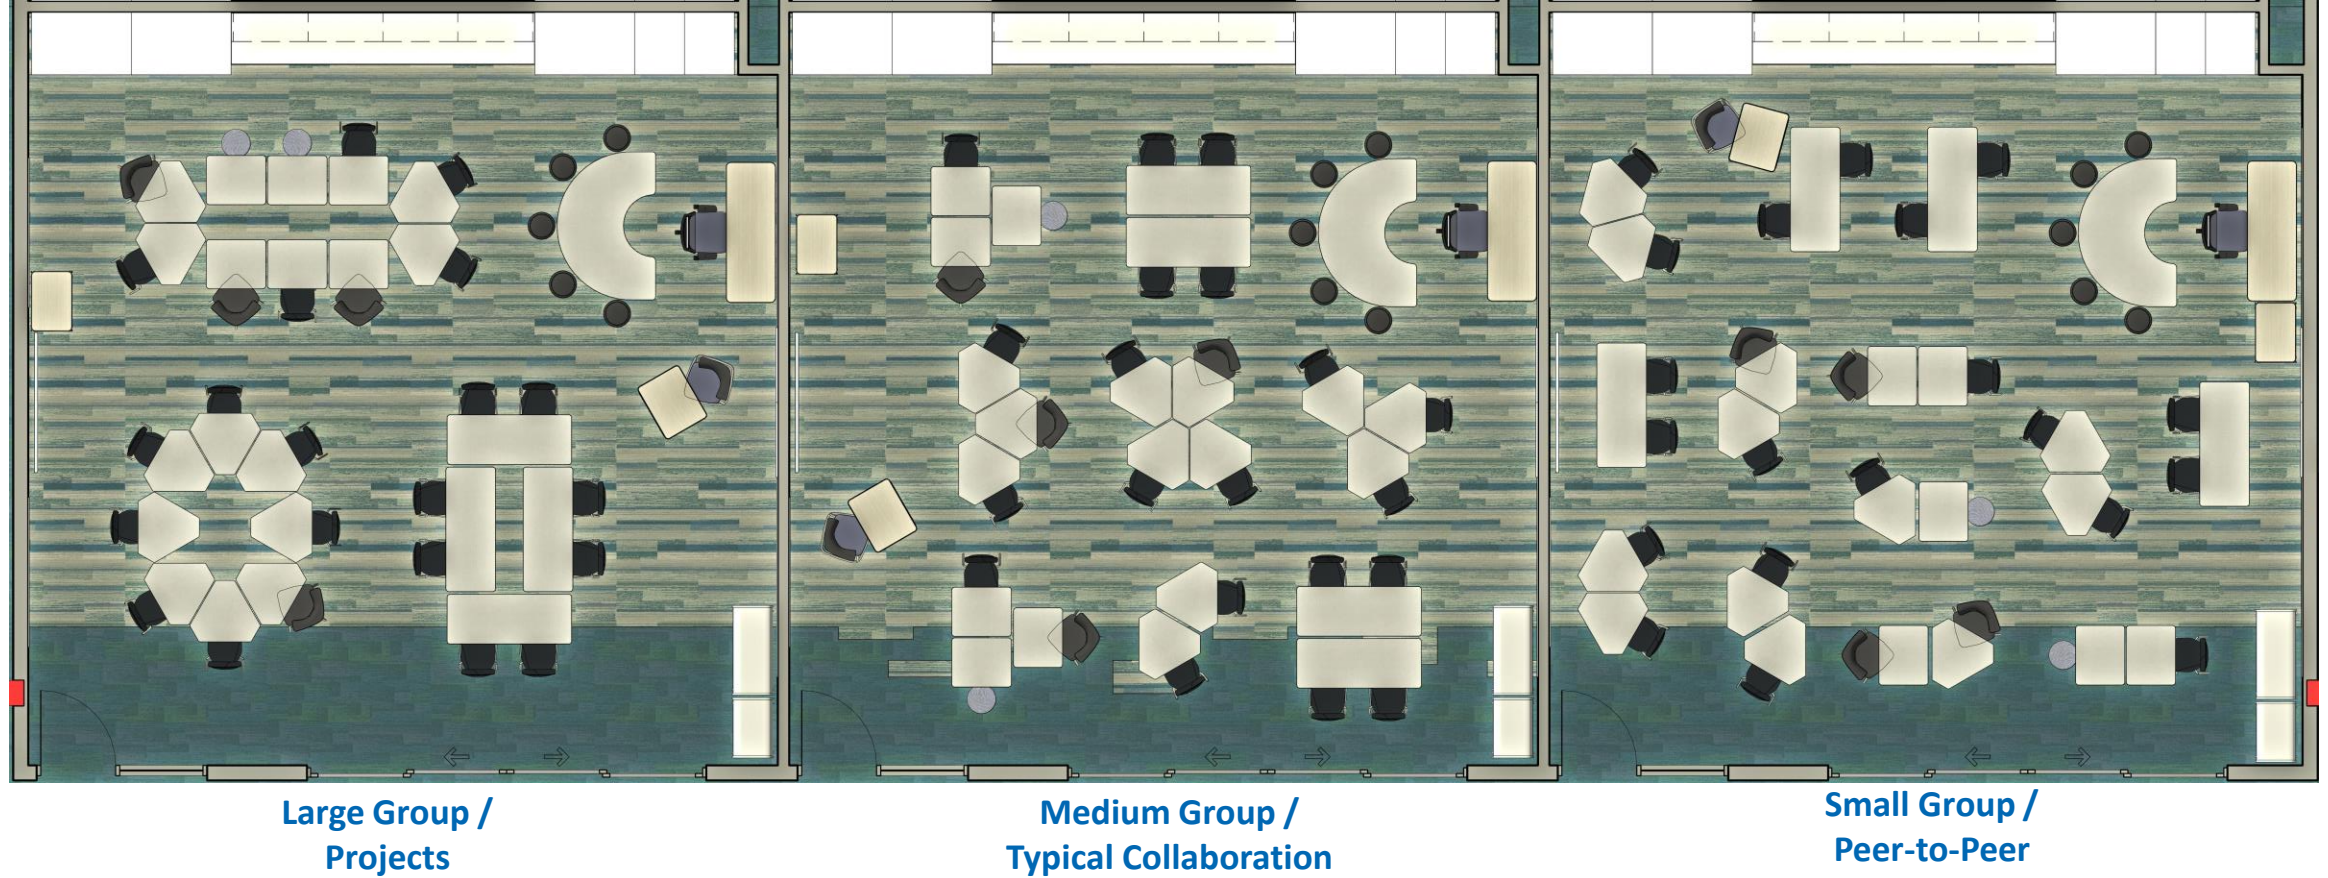 Large Group /
Projects
Medium Group /
Typical Collaboration
Small Group /
Peer-to-Peer